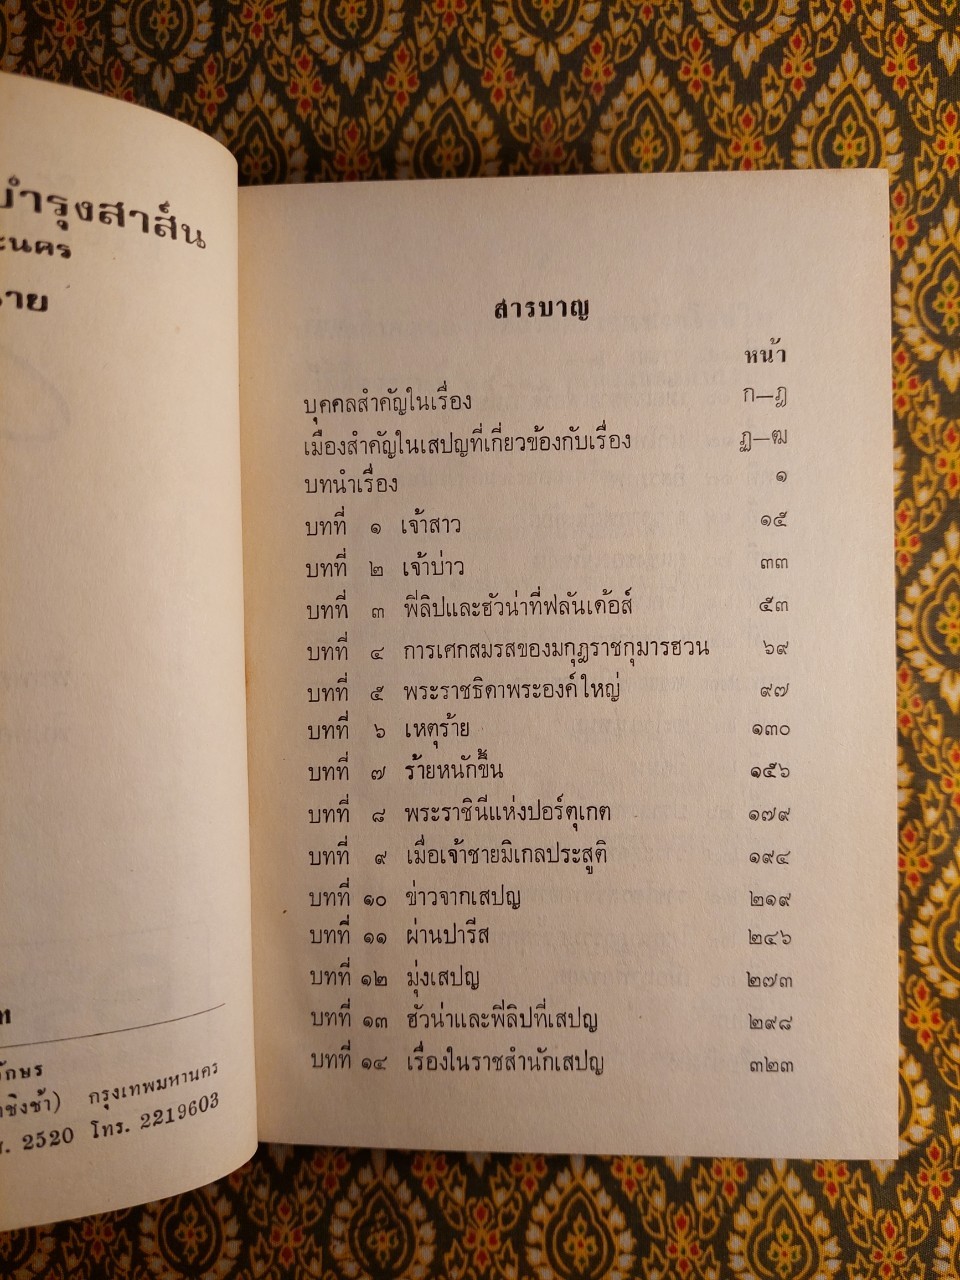 บำรุงสาส์น
สารบาญ
หน้า
บุคคลสำคัญในเรื่อง ก—ฎ
เมืองสำคัญในเสปญที่เกี่ยวข้องกับเรื่อง ฏ—ฒ
บทนำเรื่อง ๑
บทที่ ๑ เจ้าสาว ๑๕
บทที่ ๒ เจ้าบ่าว ๓๓
บทที่ ๓ ฟิลิปและฮัวน่าที่ฟลันเด้อส์ ๕๓
บทที่ ๔ การเศกสมรสของมกุฎราชกุมารฮวน ๖๙
บทที่ ๕ พระราชธิดาพระองค์ใหญ่ ๙๗
บทที่ ๖ เหตุร้าย ๑๓๐
บทที่ ๗ ร้ายหนักขึ้น ๑๕๖
บทที่ ๘ พระราชินีแห่งปอร์ตุเกต ๑๗๙
บทที่ ๙ เมื่อเจ้าชายมิเกลประสูติ ๑๙๔
บทที่ ๑๐ ข่าวจากเสปญ ๒๑๙
บทที่ ๑๑ ผ่านปารีส ๒๔๖
บทที่ ๑๒ มุ่งเสปญ ๒๗๓
บทที่ ๑๓ ฮัวน่าและฟิลิปที่เสปญ ๒๙๘
บทที่ ๑๔ เรื่องในราชสำนักเสปญ ๓๒๓
ชิงช้า) กรุงเทพมหานคร
2520 โทร. 2219603